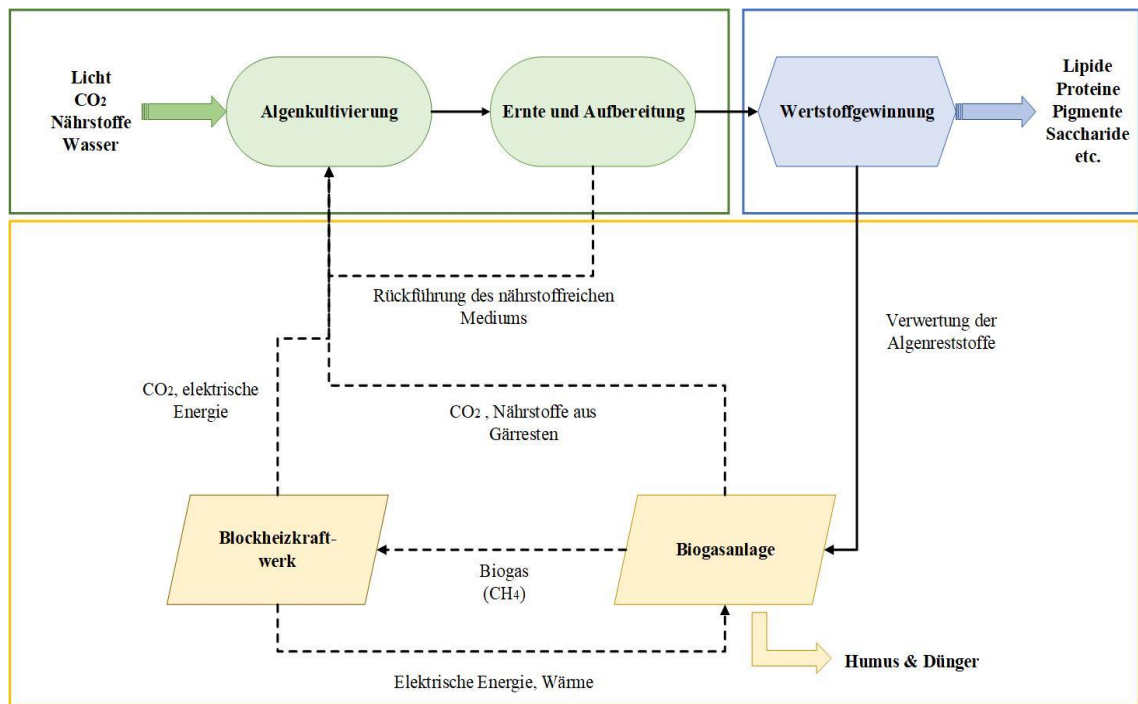 Licht
CO2
Nährstoffe
Wasser
Algenkultivierung
Ernte und Aufbereitung
Wertstoffgewinnung
Lipide
Proteine
Pigmente
Saccharide
etc.
Rückführung des nährstoffreichen
Mediums
Verwertung der
Algenreststoffe
CO2, elektrische
Energie
CO2 , Nährstoffe aus
Gärresten
Blockheizkraft-
werk
Biogas
(CH4)
Biogasanlage
Elektrische Energie, Wärme
Humus & Dünger